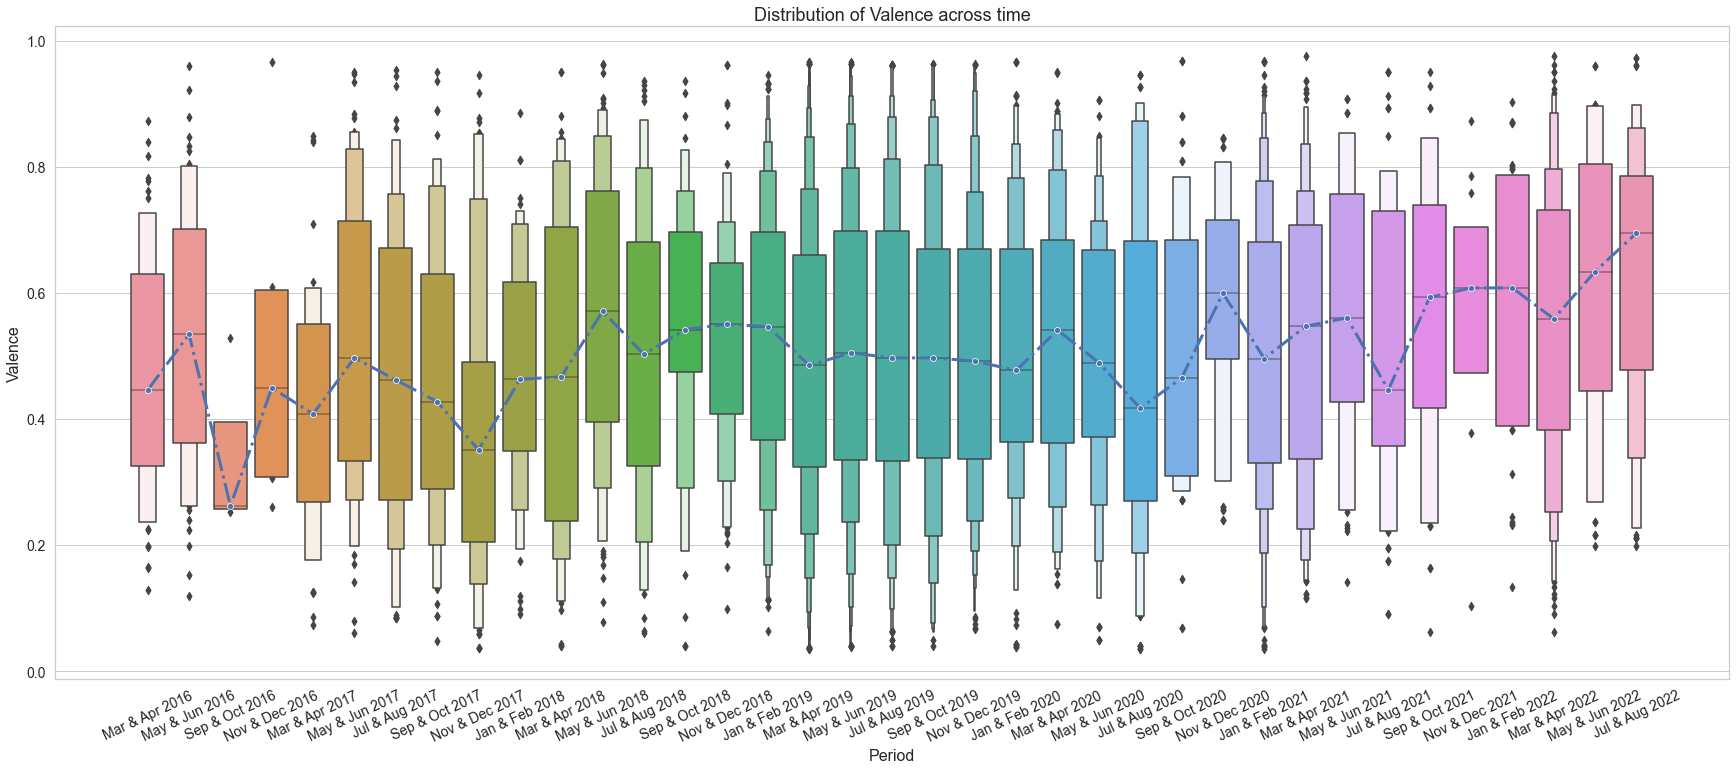 Distribution of Valence across time
Valence
1.0
0.8
0.6
0.4
0.2
0.0
Mar & Apr 2016
May & Jun 2016
Sep & Oct 2016
Nov & Dec 2016
Mar & Apr 2017
May & Jun 2017
Jul & Aug 2017
Sep & Oct 2017
Nov & Dec 2017
Jan & Feb 2018
Mar & Apr 2018
May & Jun 2018
Jul & Aug 2018
Sep & Oct 2018
Nov & Dec 2018
Jan & Feb 2019
Mar & Apr 2019
May & Jun 2019
Jul & Aug 2019
Sep & Oct 2019
Nov & Dec 2019
Jan & Feb 2020
Mar & Apr 2020
May & Jun 2020
Jul & Aug 2020
Sep & Oct 2020
Nov & Dec 2020
Jan & Feb 2021
Mar & Apr 2021
May & Jun 2021
Jul & Aug 2021
Sep & Oct 2021
Nov & Dec 2021
Jan & Feb 2022
Mar & Apr 2022
May & Jun 2022
Jul & Aug 2022
Period